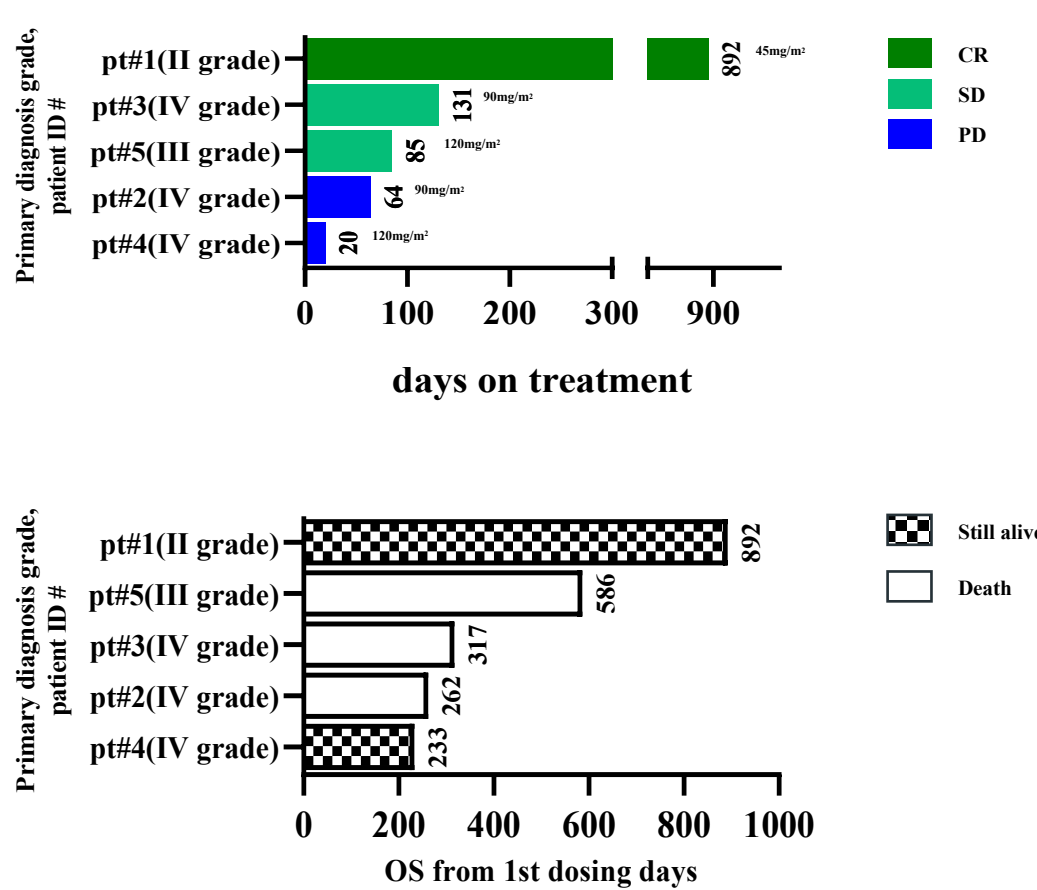 Primary diagnosis grade,
patient ID #
pt#1(II grade)
892
45mg/m²
pt#3(IV grade)
131
90mg/m²
pt#5(III grade)
85
120mg/m²
pt#2(IV grade)
64
90mg/m²
pt#4(IV grade)
20
120mg/m²
0 100 200 300 900
days on treatment
CR
SD
PD
Primary diagnosis grade,
patient ID #
pt#1(II grade)
892
pt#5(III grade)
586
pt#3(IV grade)
317
pt#2(IV grade)
262
pt#4(IV grade)
233
0 200 400 600 800 1000
OS from 1st dosing days
Still alive
Death